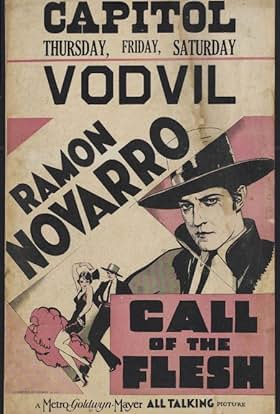 CAPITOL
THURSDAY, FRIDAY, SATURDAY
VODVIL
RAMON
NOVARRO
CALL
OF THE
FLESH
A Metro-Goldwyn-Mayer ALL TALKING PICTURE